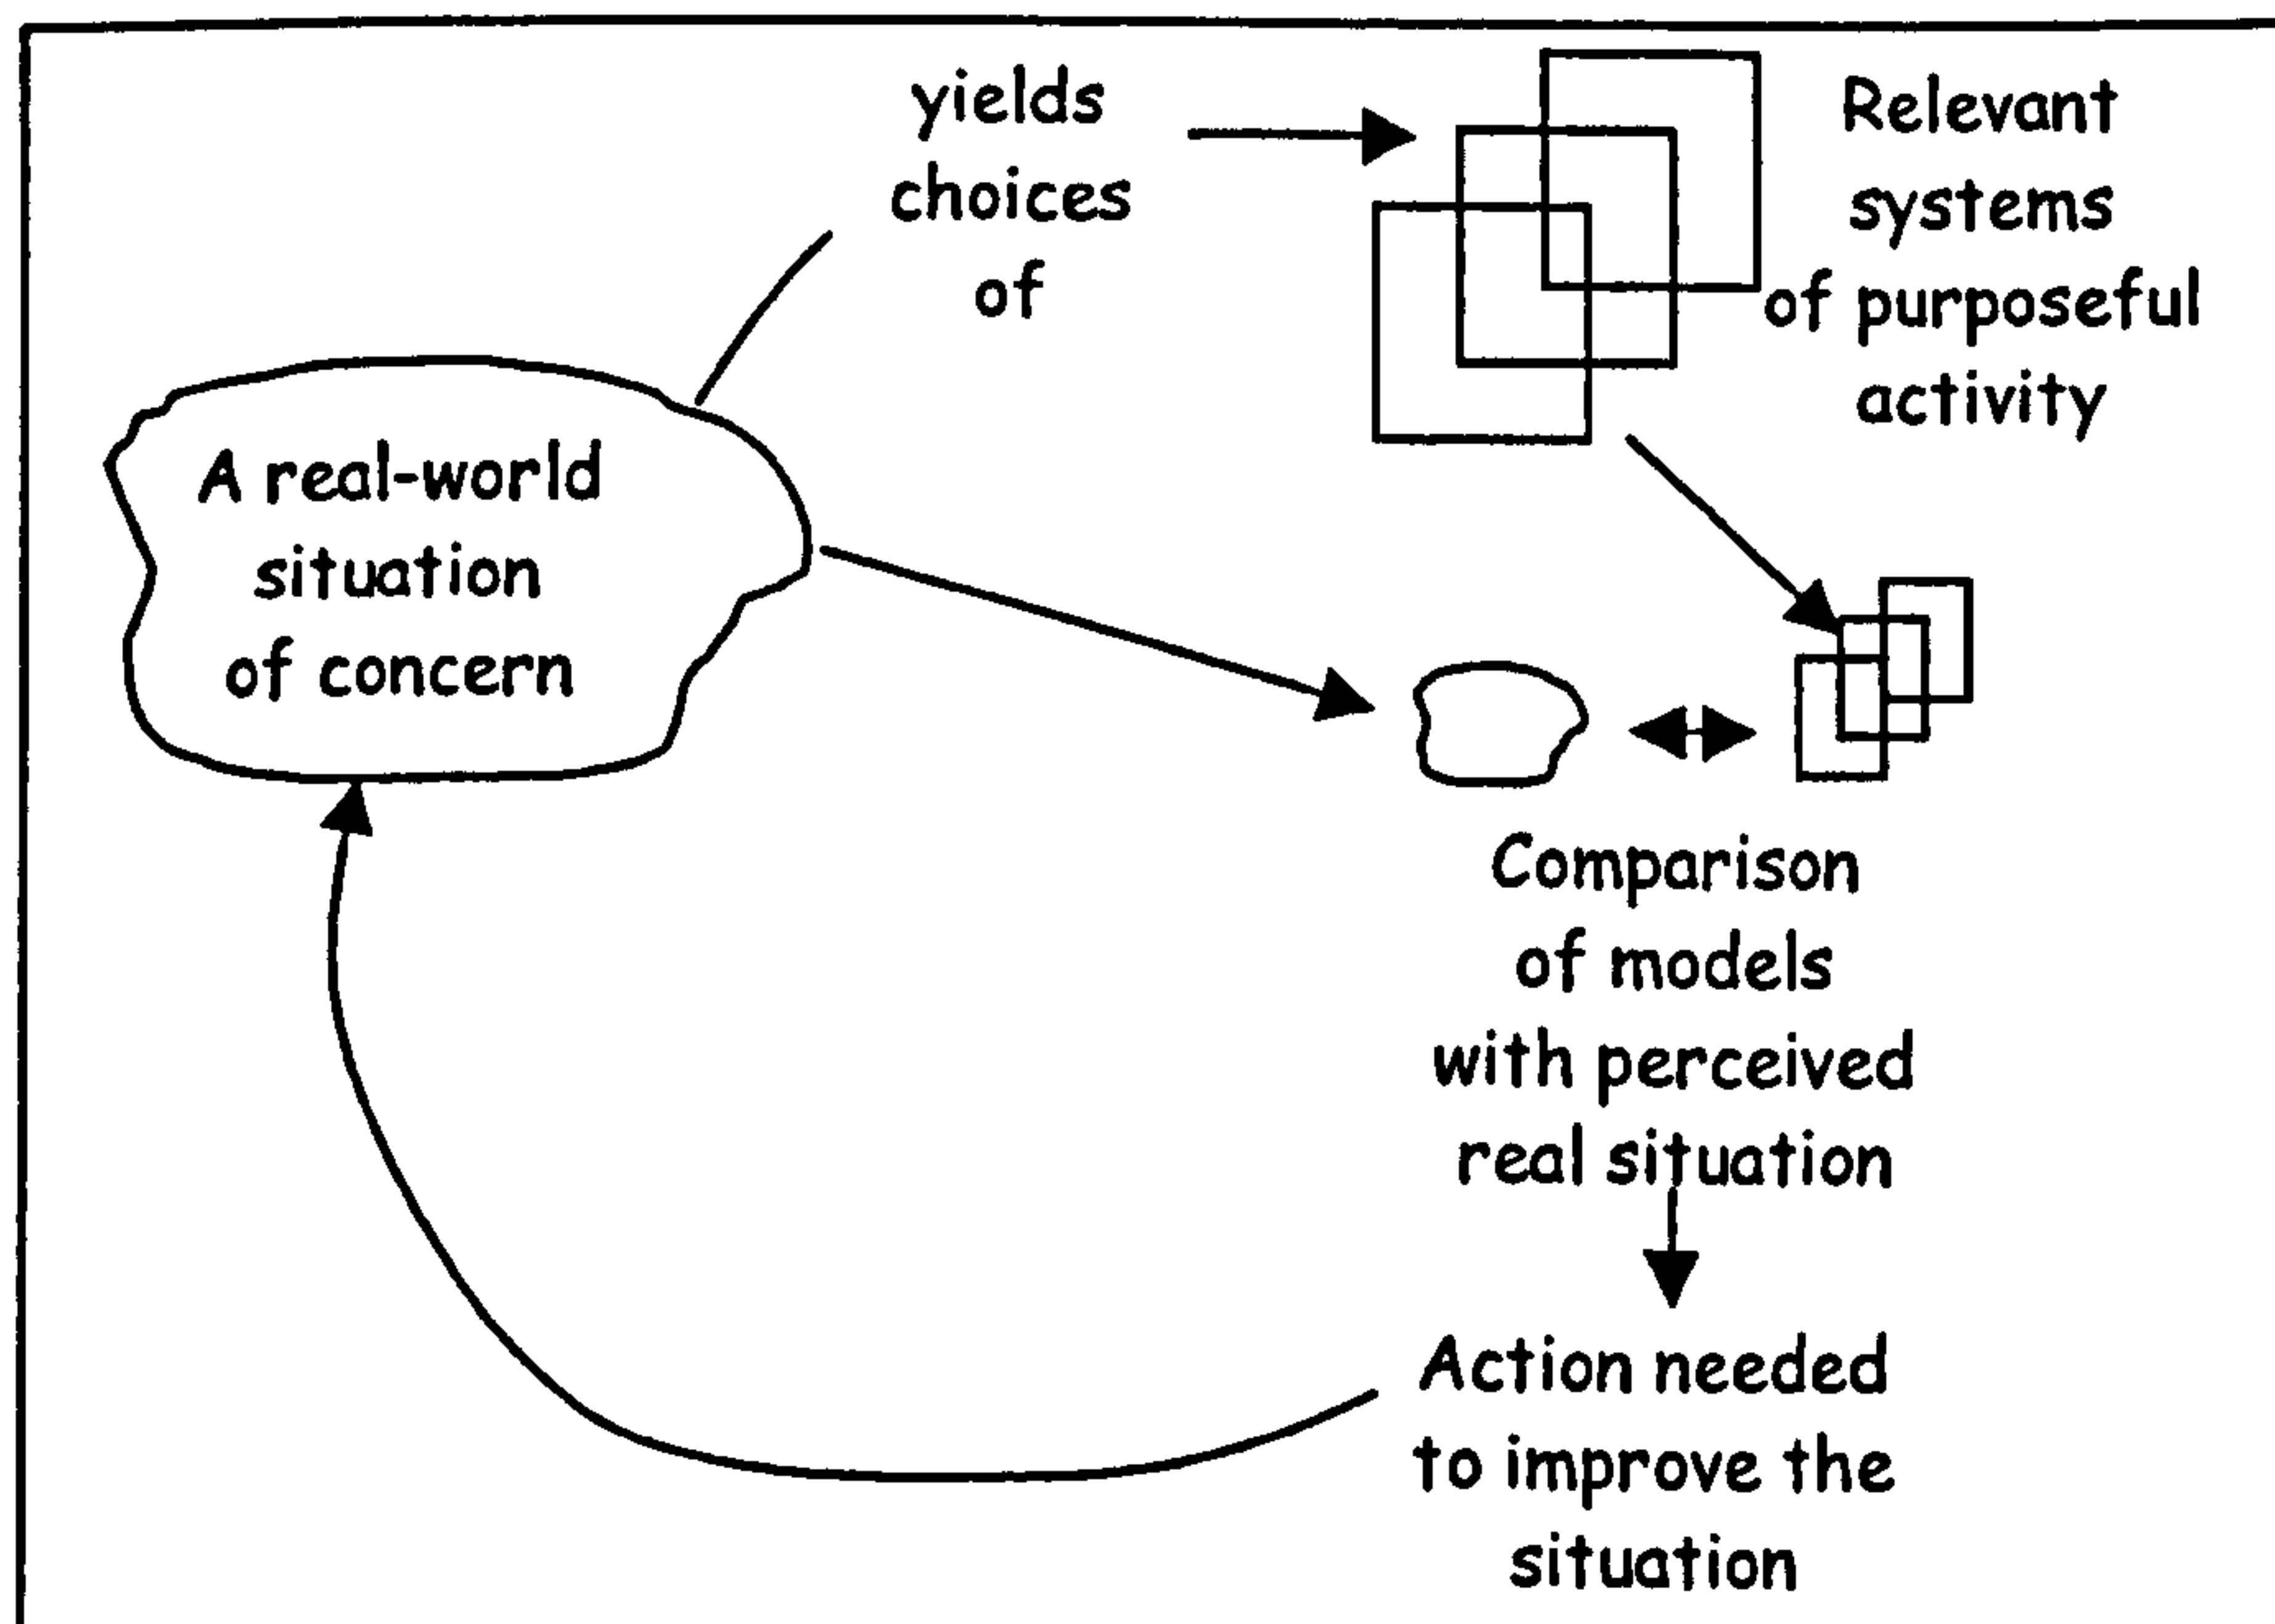 yields
choices
of
Relevant
systems
of purposeful
activity
A real-world
situation
of concern
Comparison
of models
with perceived
real situation
Action needed
to improve the
situation